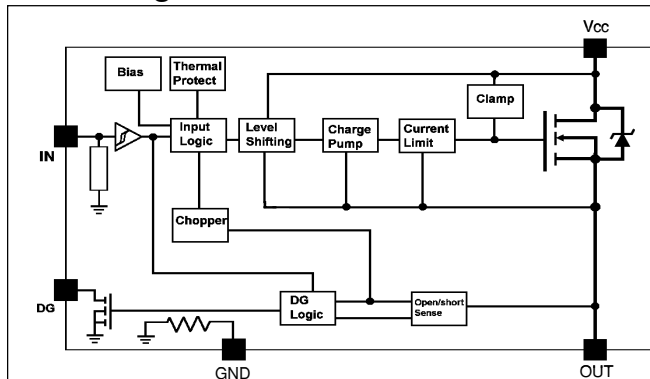 Vcc
Bias
Thermal
Protect
Clamp
Input
Logic
Level
Shifting
Charge
Pump
Current
Limit
IN
Chopper
DG
DG
Logic
Open/short
Sense
GND
OUT